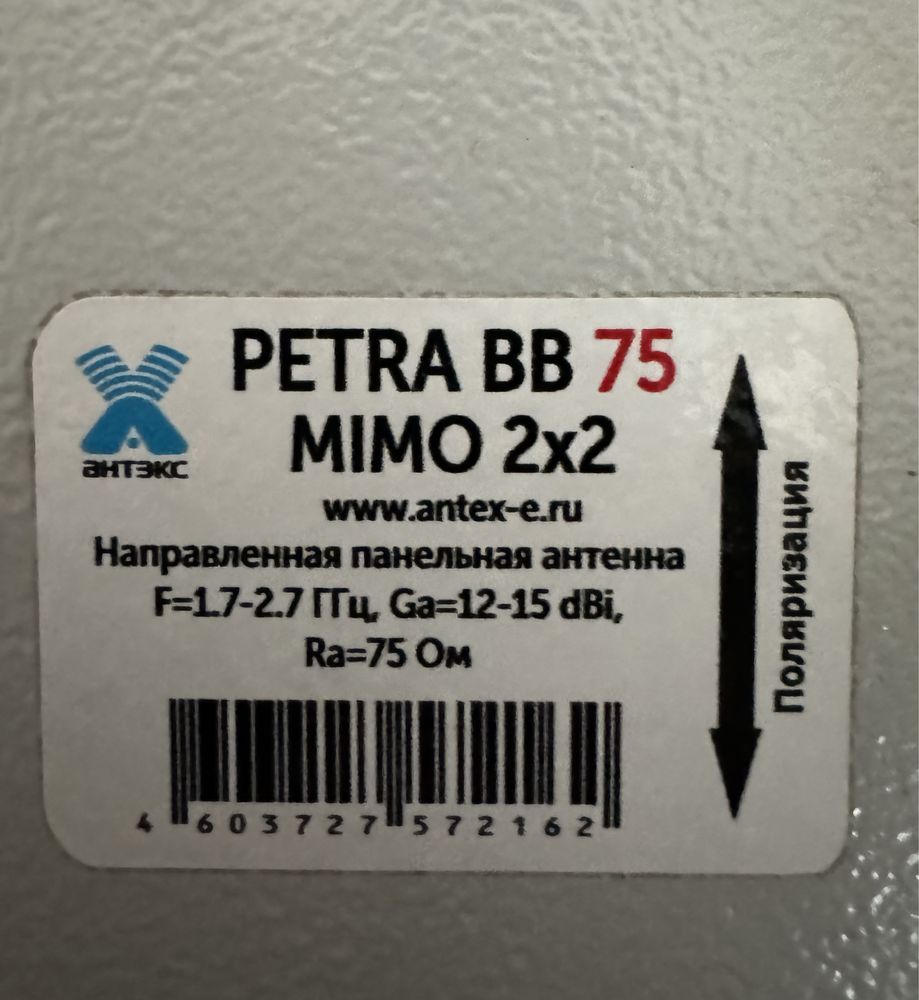 PETRA BB 75
MIMO 2x2
антэкс
www.antex-e.ru
Направленная панельная антенна
F=1.7-2.7 ГГц, Ga=12-15 dBi,
Ra=75 Ом
Поляризация
4 603727 572162